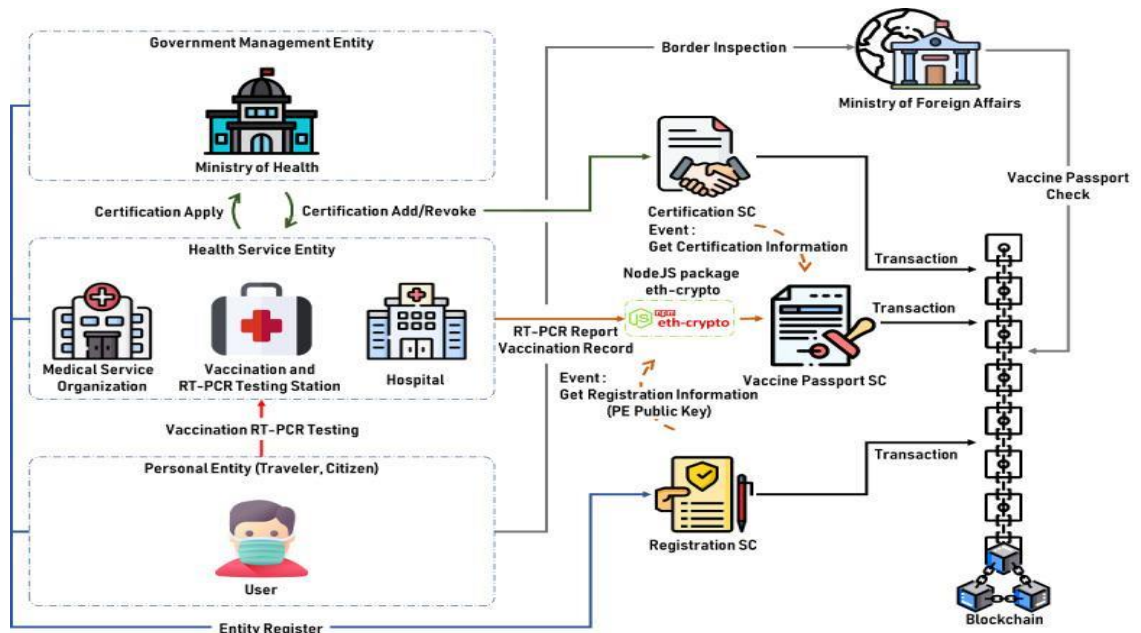 Government Management Entity
Ministry of Health
Certification Apply
Certification Add/Revoke
Health Service Entity
Medical Service
Organization
Vaccination and
RT-PCR Testing Station
Hospital
Vaccination RT-PCR Testing
Personal Entity (Traveler, Citizen)
User
Entity Register
Border Inspection
Ministry of Foreign Affairs
Vaccine Passport
Check
Certification SC
Event :
Get Certification Information
NodeJS package
eth-crypto
JS
npm
eth-crypto
RT-PCR Report
Vaccination Record
Vaccine Passport SC
Event :
Get Registration Information
(PE Public Key)
Registration SC
Transaction
Transaction
Transaction
Blockchain